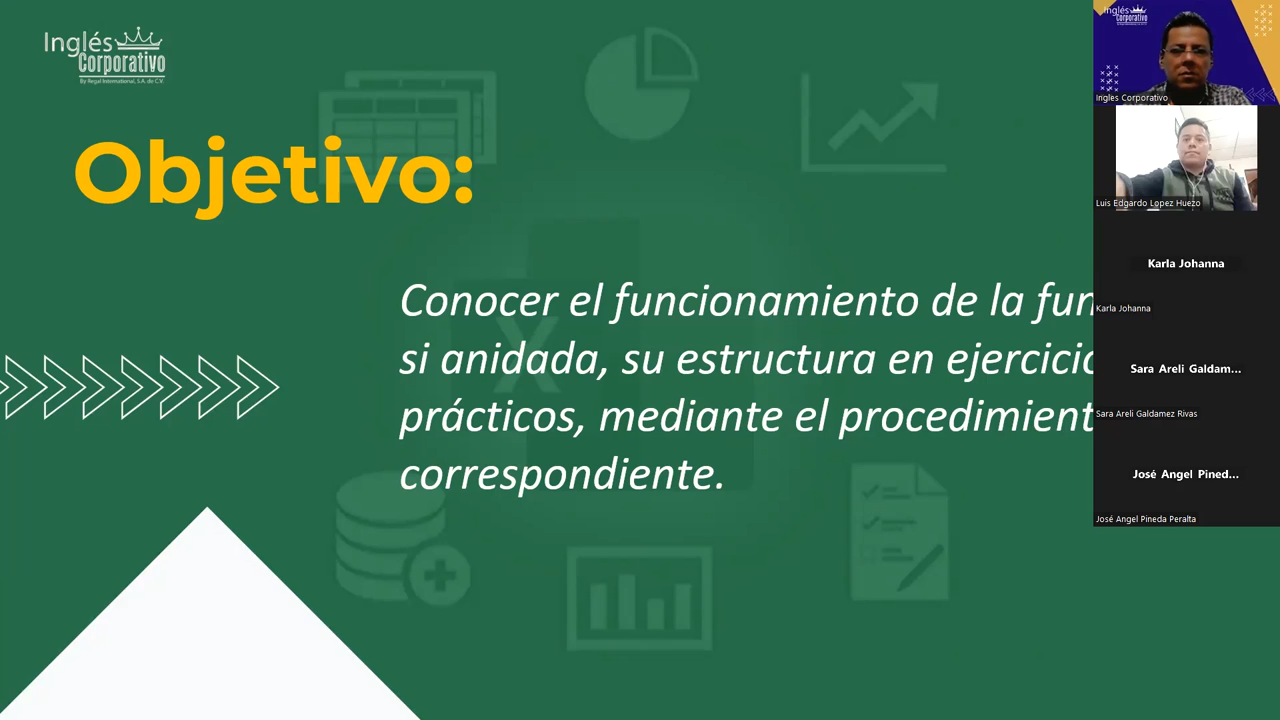 Inglés
Corporativo
By Regal International, S.A. de C.V.
Objetivo:
Conocer el funcionamiento de la fun
si anidada, su estructura en ejercicio
prácticos, mediante el procedimient
correspondiente.
Inglés
Corporativo
Ingles Corporativo
Luis Edgardo Lopez Huezo
Karla Johanna
Karla Johanna
Sara Areli Galdam...
Sara Areli Galdamez Rivas
José Angel Pined...
José Angel Pineda Peralta